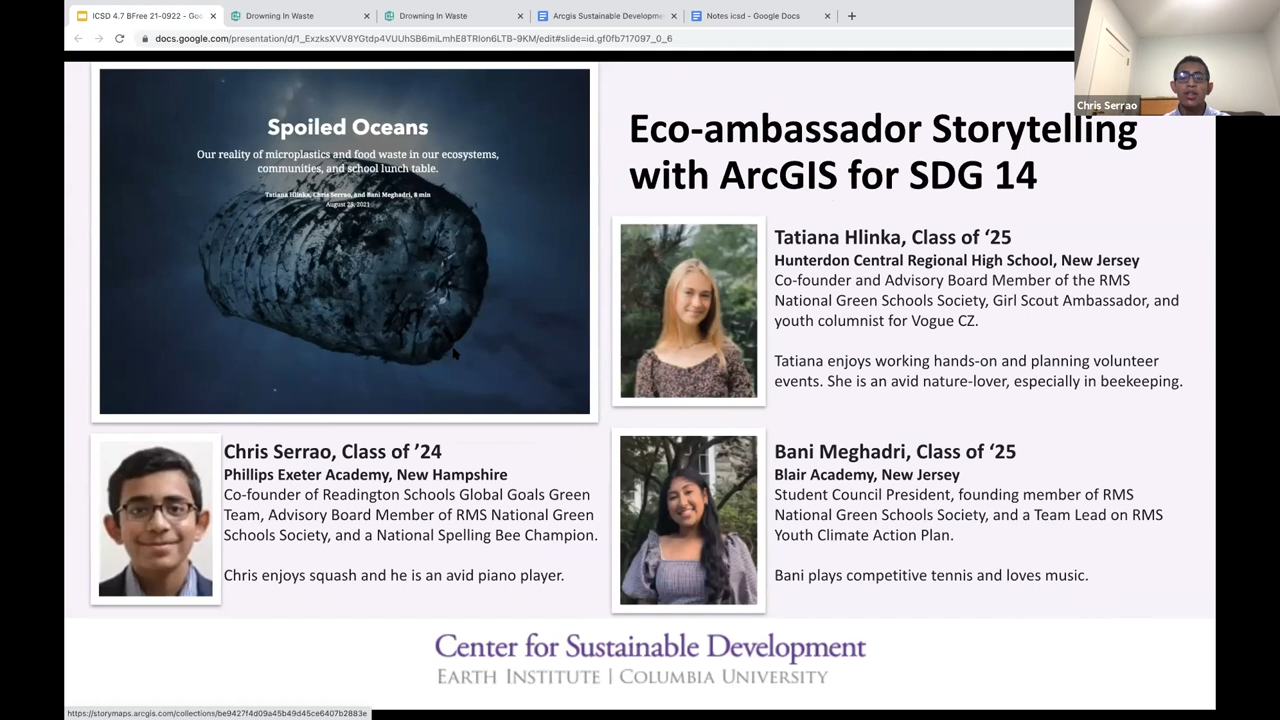 ICSD 4.7 BFree 21-0922 - Goo
Drowning In Waste
Drowning In Waste
Arcgis Sustainable Developme
Notes icsd - Google Docs
docs.google.com/presentation/d/1_ExzksXVV8YGtdp4VUUhSB6miLmhE8TRIon6LTB-9KM/edit#slide=id.gf0fb717097_0_6
Chris Serrao
Spoiled Oceans
Our reality of microplastics and food waste in our ecosystems,
communities, and school lunch table.
Tatiana Hlinka, Chris Serrao, and Bani Meghadri, 8 min
August 25, 2021
Eco-ambassador Storytelling
with ArcGIS for SDG 14
Tatiana Hlinka, Class of ‘25
Hunterdon Central Regional High School, New Jersey
Co-founder and Advisory Board Member of the RMS
National Green Schools Society, Girl Scout Ambassador, and
youth columnist for Vogue CZ.
Tatiana enjoys working hands-on and planning volunteer
events. She is an avid nature-lover, especially in beekeeping.
Chris Serrao, Class of ’24
Phillips Exeter Academy, New Hampshire
Co-founder of Readington Schools Global Goals Green
Team, Advisory Board Member of RMS National Green
Schools Society, and a National Spelling Bee Champion.
Chris enjoys squash and he is an avid piano player.
Bani Meghadri, Class of ‘25
Blair Academy, New Jersey
Student Council President, founding member of RMS
National Green Schools Society, and a Team Lead on RMS
Youth Climate Action Plan.
Bani plays competitive tennis and loves music.
Center for Sustainable Development
EARTH INSTITUTE | COLUMBIA UNIVERSITY
https://storymaps.arcgis.com/collections/be9427f4d09a45b49d45ce6407b2883e